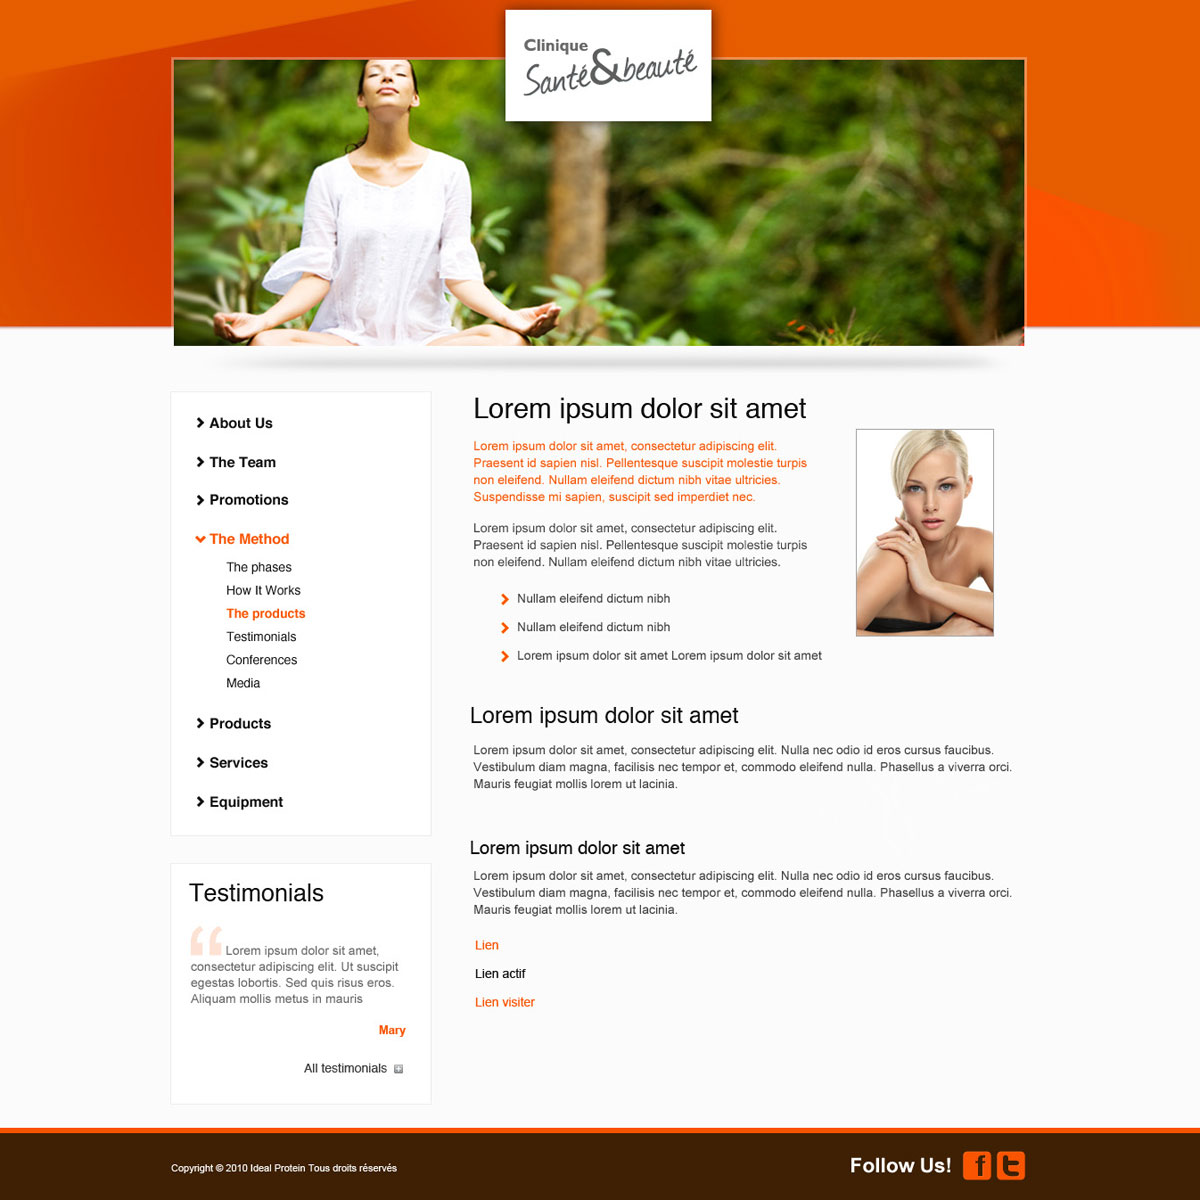 Clinique
Santé&beauté
About Us
The Team
Promotions
The Method
The phases
How It Works
The products
Testimonials
Conferences
Media
Products
Services
Equipment
Testimonials
Lorem ipsum dolor sit amet,
consectetur adipiscing elit. Ut suscipit
egestas lobortis. Sed quis risus eros.
Aliquam mollis metus in mauris
Mary
All testimonials
Lorem ipsum dolor sit amet
Lorem ipsum dolor sit amet, consectetur adipiscing elit.
Praesent id sapien nisl. Pellentesque suscipit molestie turpis
non eleifend. Nullam eleifend dictum nibh vitae ultricies.
Suspendisse mi sapien, suscipit sed imperdiet nec.
Lorem ipsum dolor sit amet, consectetur adipiscing elit.
Praesent id sapien nisl. Pellentesque suscipit molestie turpis
non eleifend. Nullam eleifend dictum nibh vitae ultricies.
Nullam eleifend dictum nibh
Nullam eleifend dictum nibh
Lorem ipsum dolor sit amet Lorem ipsum dolor sit amet
Lorem ipsum dolor sit amet
Lorem ipsum dolor sit amet, consectetur adipiscing elit. Nulla nec odio id eros cursus faucibus.
Vestibulum diam magna, facilisis nec tempor et, commodo eleifend nulla. Phasellus a viverra orci.
Mauris feugiat mollis lorem ut lacinia.
Lorem ipsum dolor sit amet
Lorem ipsum dolor sit amet, consectetur adipiscing elit. Nulla nec odio id eros cursus faucibus.
Vestibulum diam magna, facilisis nec tempor et, commodo eleifend nulla. Phasellus a viverra orci.
Mauris feugiat mollis lorem ut lacinia.
Lien
Lien actif
Lien visiter
Copyright © 2010 Ideal Protein Tous droits réservés
Follow Us!